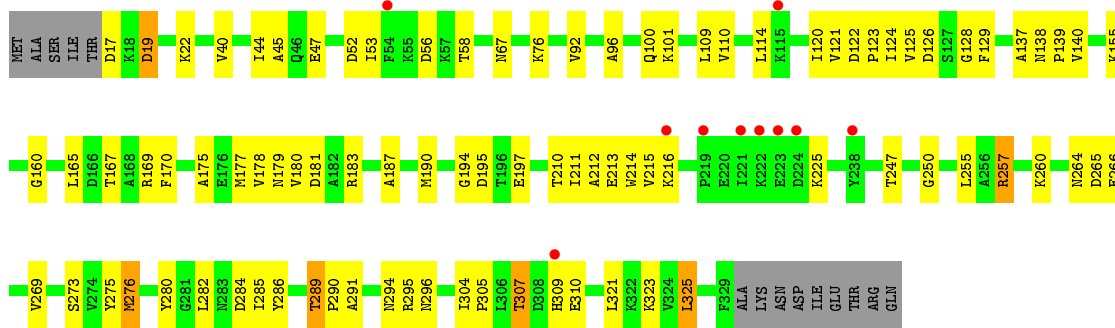 MET ALA SER ILE THR D17 K18 D19 K22 V40 I44 A45 Q46 E47 D52 I53 F54 K55 D56 K57 T58 N67 K76 V92 A96 Q100 K101 L109 V110 L114 K115 I120 V121 D122 P123 I124 V125 D126 S127 G128 F129 A137 N138 P139 V140 K155
G160 L165 D166 T167 A168 R169 F170 A175 E176 M177 V178 N179 V180 D181 A182 R183 A187 M190 G194 D195 T196 E197 T210 I211 A212 E213 W214 V215 K216 P219 E220 I221 K222 E223 D224 K225 Y238 T247 G250 L255 A256 R257 K260 N264 D265
V269 S273 V274 Y275 M276 Y280 G281 L282 N283 D284 I285 Y286 T289 P290 A291 N294 R295 N296 I304 P305 L306 T307 D308 H309 E310 L321 K322 K323 V324 L325 F329 ALA LYS ASN ASP ILE GLU THR ARG GLN